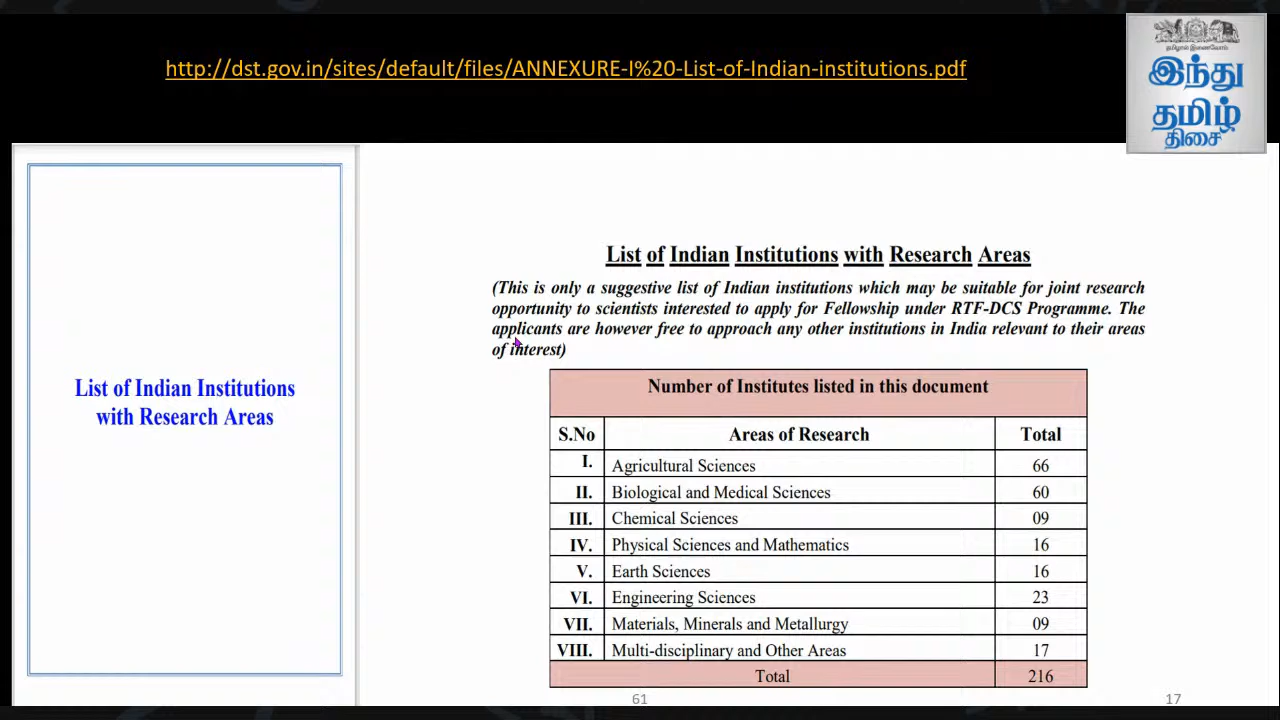 http://dst.gov.in/sites/default/files/ANNEXURE-I%20-List-of-Indian-institutions.pdf
தமிழால் இணைவோம்
இந்து
தமிழ்
திசை
List of Indian Institutions
with Research Areas
List of Indian Institutions with Research Areas
(This is only a suggestive list of Indian institutions which may be suitable for joint research
opportunity to scientists interested to apply for Fellowship under RTF-DCS Programme. The
applicants are however free to approach any other institutions in India relevant to their areas
of interest)
Number of Institutes listed in this document
S.No Areas of Research Total
I. Agricultural Sciences 66
II. Biological and Medical Sciences 60
III. Chemical Sciences 09
IV. Physical Sciences and Mathematics 16
V. Earth Sciences 16
VI. Engineering Sciences 23
VII. Materials, Minerals and Metallurgy 09
VIII. Multi-disciplinary and Other Areas 17
Total 216
61 17